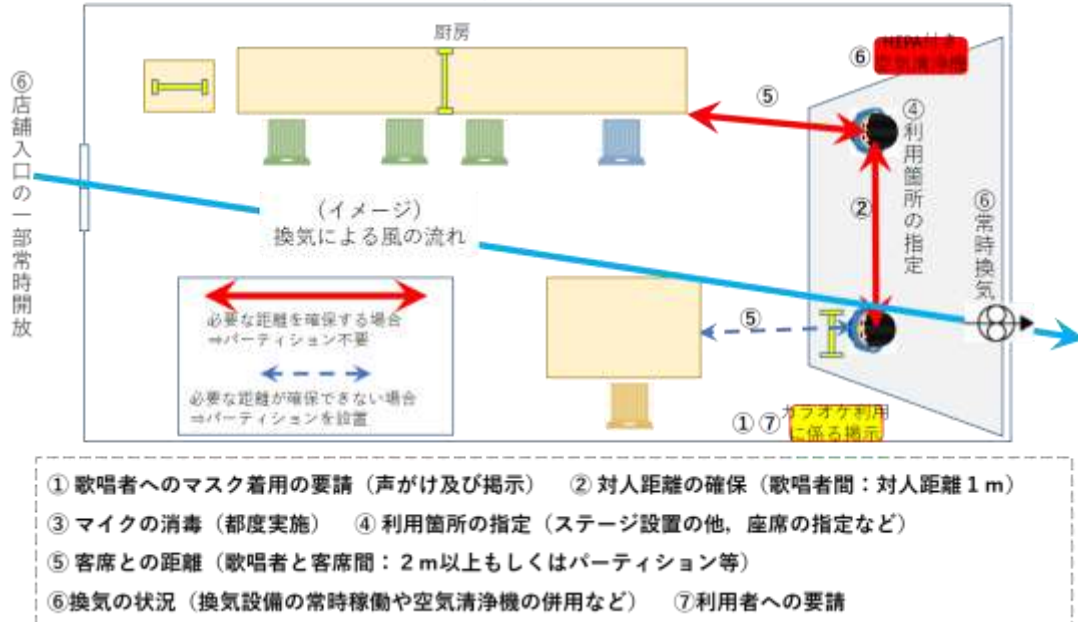 厨房
⑥
HEPA付き
空気清浄機
⑤
④利用箇所の指定
⑥店舗入口の一部常時開放
②
(イメージ)
換気による風の流れ
⑥常時換気
必要な距離を確保する場合
⇒パーティション不要
⑤
必要な距離が確保できない場合
⇒パーティションを設置
①⑦
カラオケ利用
に係る掲示
① 歌唱者へのマスク着用の要請(声がけ及び掲示) ② 対人距離の確保(歌唱者間:対人距離1m)
③ マイクの消毒(都度実施) ④ 利用箇所の指定(ステージ設置の他,座席の指定など)
⑤ 客席との距離(歌唱者と客席間:2m以上もしくはパーティション等)
⑥換気の状況(換気設備の常時稼働や空気清浄機の併用など) ⑦利用者への要請